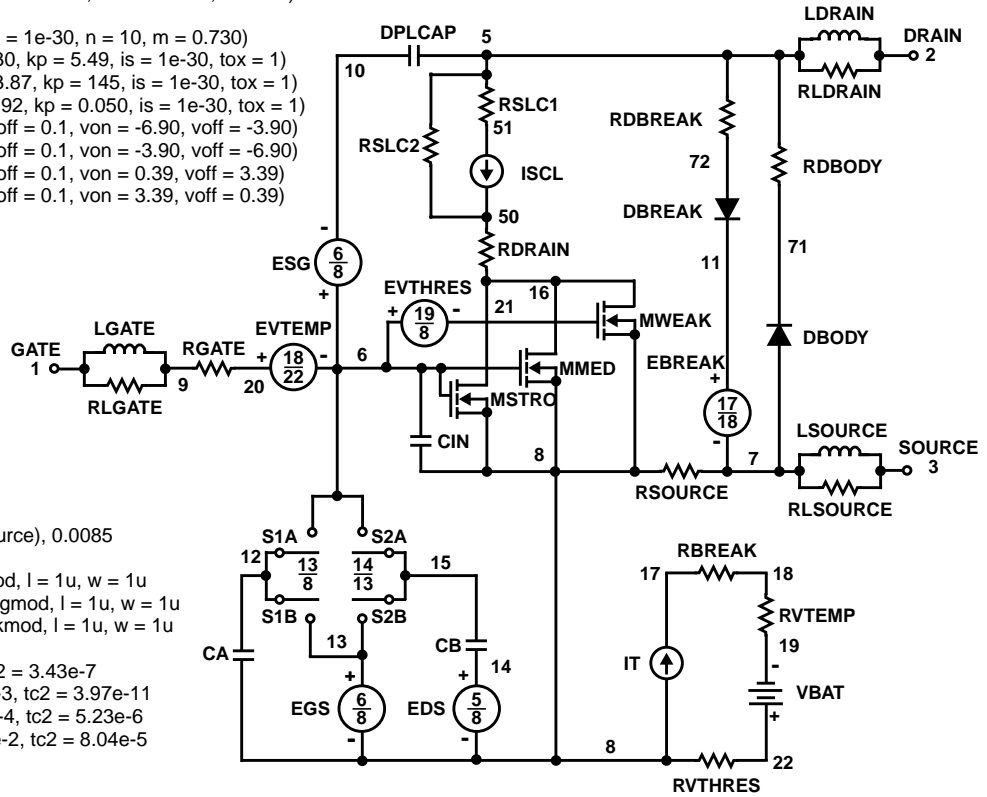 = 1e-30, n = 10, m = 0.730)
30, kp = 5.49, is = 1e-30, tox = 1)
3.87, kp = 145, is = 1e-30, tox = 1)
92, kp = 0.050, is = 1e-30, tox = 1)
off = 0.1, von = -6.90, voff = -3.90)
off = 0.1, von = -3.90, voff = -6.90)
off = 0.1, von = 0.39, voff = 3.39)
off = 0.1, von = 3.39, voff = 0.39)
DPLCAP
5
10
LDRAIN
DRAIN
2
RLDRAIN
RSLC1
51
RSLC2
ISCL
50
RDRAIN
RDBREAK
72
RDBODY
DBREAK
71
11
-
ESG
6
8
+
EVTHRES
+
19
8
-
16
21
MWEAK
LGATE
GATE
1
RLGATE
9
RGATE
20
EVTEMP
+
18
22
-
6
MMED
MSTRO
EBREAK
+
17
18
-
DBODY
CIN
8
RSOURCE
7
LSOURCE
SOURCE
3
RLSOURCE
urce), 0.0085
od, l = 1u, w = 1u
gmod, l = 1u, w = 1u
kmod, l = 1u, w = 1u
2 = 3.43e-7
-3, tc2 = 3.97e-11
-4, tc2 = 5.23e-6
e-2, tc2 = 8.04e-5
S1A
S2A
12
13
8
14
13
15
S1B
S2B
13
CA
CB
14
+
EGS
6
8
-
+
EDS
5
8
-
8
RBREAK
17
18
RVTEMP
19
IT
-
VBAT
+
22
RVTHRES